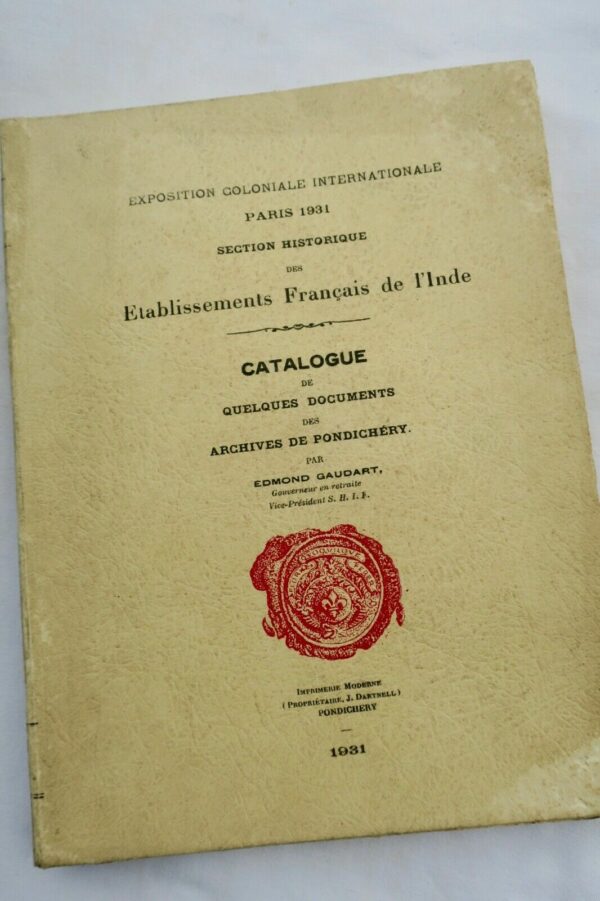 EXPOSITION COLONIALE INTERNATIONALE
PARIS 1931
SECTION HISTORIQUE
DES
Etablissements Français de l'Inde
CATALOGUE
DE
QUELQUES DOCUMENTS
DES
ARCHIVES DE PONDICHÉRY.
PAR
EDMOND GAUDART,
Gouverneur en retraite
Vice-Président S. H. I. F.
IMPRIMERIE MODERNE
(PROPRIÉTAIRE, J. DARTNELL)
PONDICHERY
1931